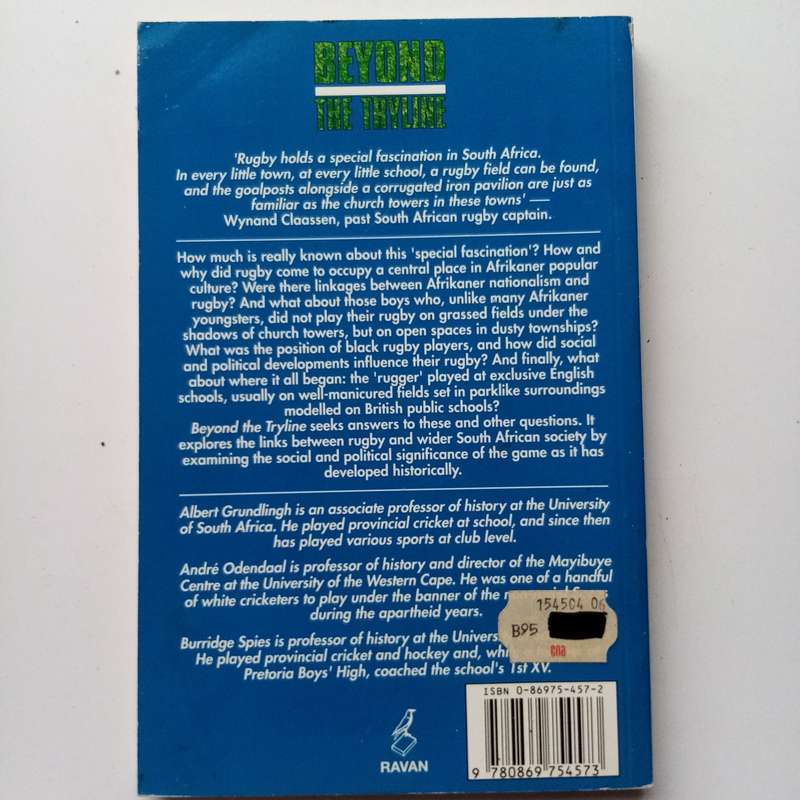 BEYOND
THE TRYLINE
'Rugby holds a special fascination in South Africa.
In every little town, at every little school, a rugby field can be found,
and the goalposts alongside a corrugated iron pavilion are just as
familiar as the church towers in these towns' —
Wynand Claassen, past South African rugby captain.
How much is really known about this 'special fascination'? How and
why did rugby come to occupy a central place in Afrikaner popular
culture? Were there linkages between Afrikaner nationalism and
rugby? And what about those boys who, unlike many Afrikaner
youngsters, did not play their rugby on grassed fields under the
shadows of church towers, but on open spaces in dusty townships?
What was the position of black rugby players, and how did social
and political developments influence their rugby? And finally, what
about where it all began: the 'rugger' played at exclusive English
schools, usually on well-manicured fields set in parklike surroundings
modelled on British public schools?
Beyond the Tryline seeks answers to these and other questions. It
explores the links between rugby and wider South African society by
examining the social and political significance of the game as it has
developed historically.
Albert Grundlingh is an associate professor of history at the University
of South Africa. He played provincial cricket at school, and since then
has played various sports at club level.
André Odendaal is professor of history and director of the Mayibuye
Centre at the University of the Western Cape. He was one of a handful
of white cricketers to play under the banner of the
during the apartheid years.
154504 06
B95
cna
Burridge Spies is professor of history at the
He played provincial cricket and hockey and,
Pretoria Boys' High, coached the school's 1st XV.
ISBN 0-86975-457-2
9 780869 754573
RAVAN